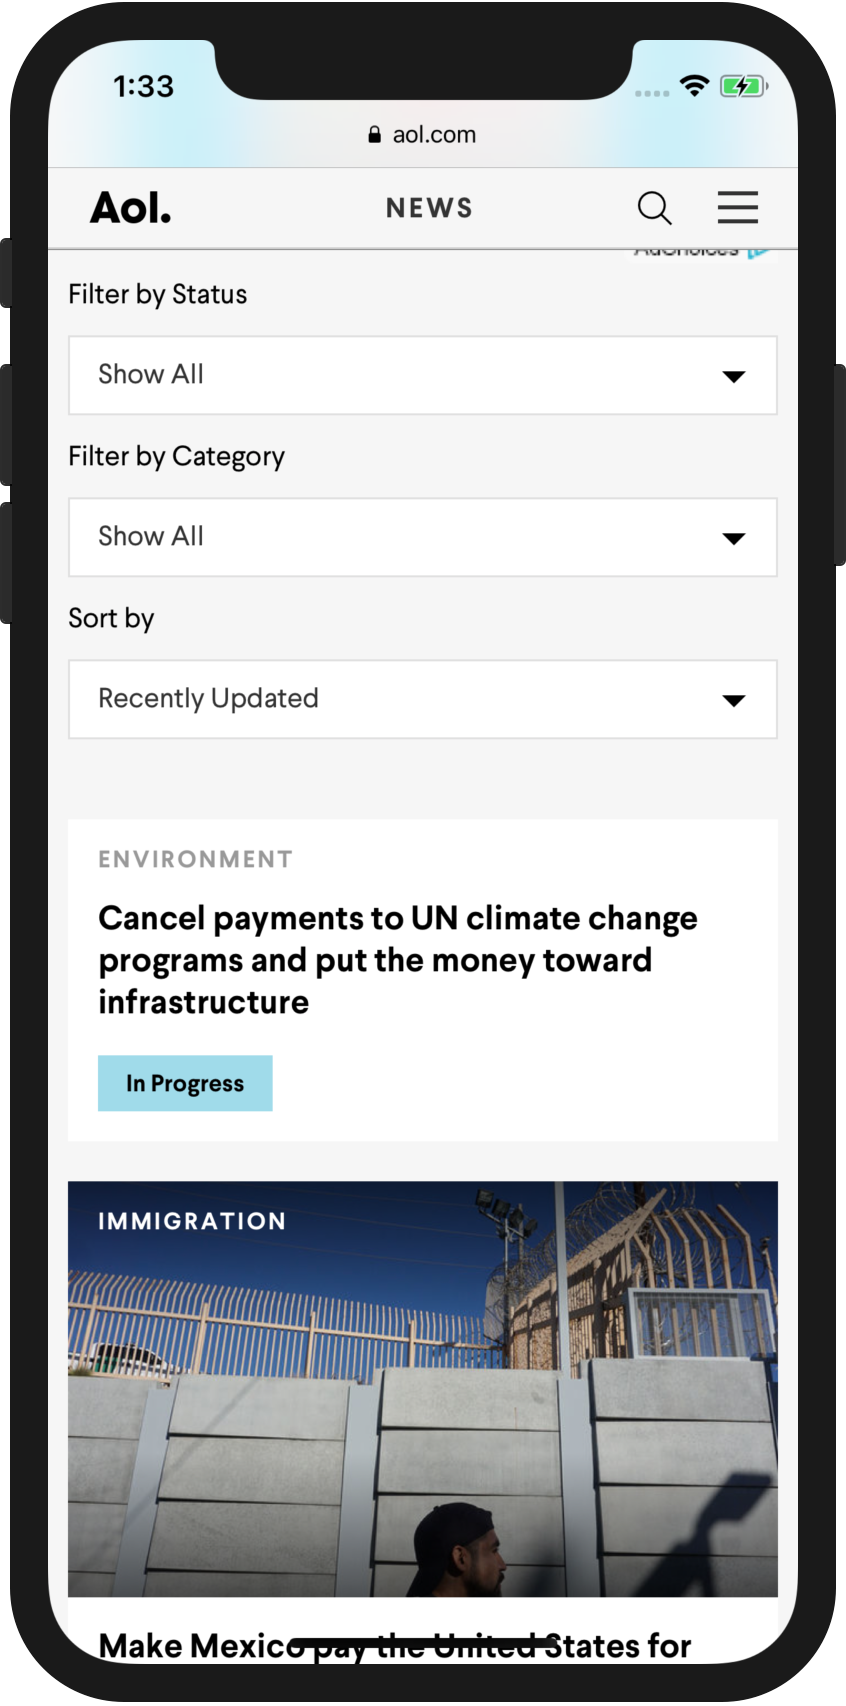 1:33
aol.com
Aol.
NEWS
AdChoices
Filter by Status
Show All
Filter by Category
Show All
Sort by
Recently Updated
ENVIRONMENT
Cancel payments to UN climate change
programs and put the money toward
infrastructure
In Progress
IMMIGRATION
Make Mexico pay the United States for